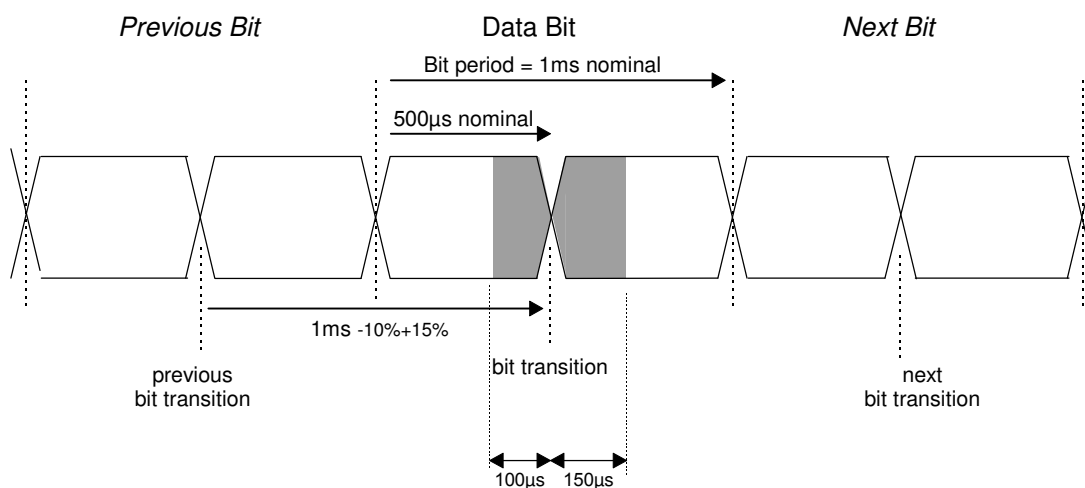 Previous Bit
Data Bit
Next Bit
Bit period = 1ms nominal
500µs nominal
1ms -10%+15%
previous
bit transition
bit transition
next
bit transition
100µs
150µs